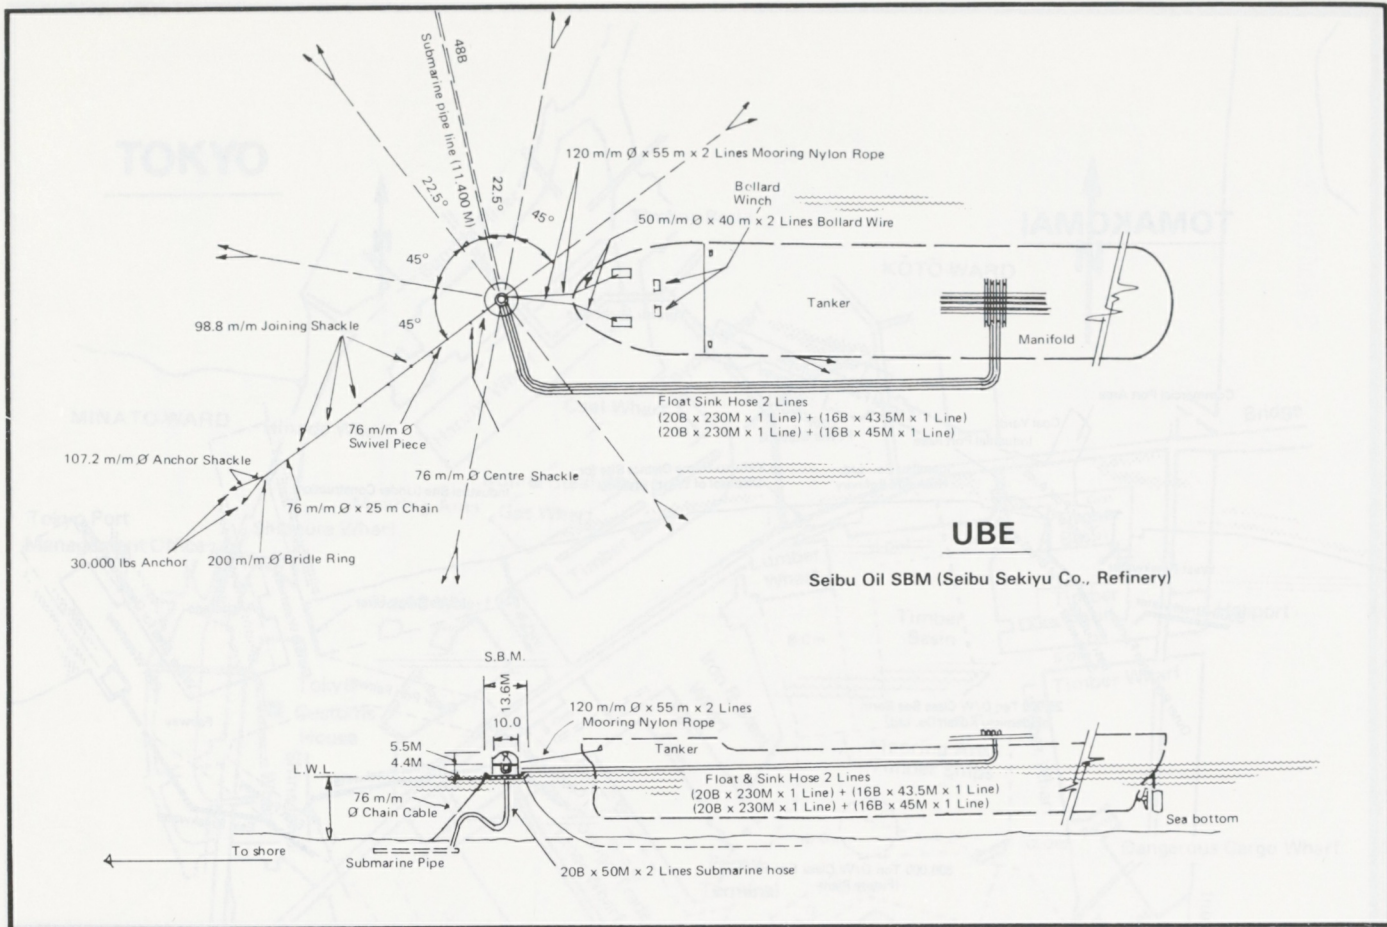 48B
Submarine pipe line (11,400 M)
22.5°
22.5°
45°
45°
45°
120 m/m Ø x 55 m x 2 Lines Mooring Nylon Rope
Bollard
Winch
50 m/m Ø x 40 m x 2 Lines Bollard Wire
Tanker
Manifold
98.8 m/m Joining Shackle
Float Sink Hose 2 Lines
(20B x 230M x 1 Line) + (16B x 43.5M x 1 Line)
(20B x 230M x 1 Line) + (16B x 45M x 1 Line)
76 m/m Ø
Swivel Piece
107.2 m/m Ø Anchor Shackle
76 m/m Ø Centre Shackle
76 m/m Ø x 25 m Chain
30.000 lbs Anchor
200 m/m Ø Bridle Ring
UBE
Seibu Oil SBM (Seibu Sekiyu Co., Refinery)
S.B.M.
13.6M
10.0
120 m/m Ø x 55 m x 2 Lines
Mooring Nylon Rope
5.5M
4.4M
Tanker
L.W.L.
Float & Sink Hose 2 Lines
(20B x 230M x 1 Line) + (16B x 43.5M x 1 Line)
(20B x 230M x 1 Line) + (16B x 45M x 1 Line)
76 m/m
Ø Chain Cable
Sea bottom
To shore
Submarine Pipe
20B x 50M x 2 Lines Submarine hose
TOKYO
TOMAKOMAI
KOTO WARD
MINATO WARD